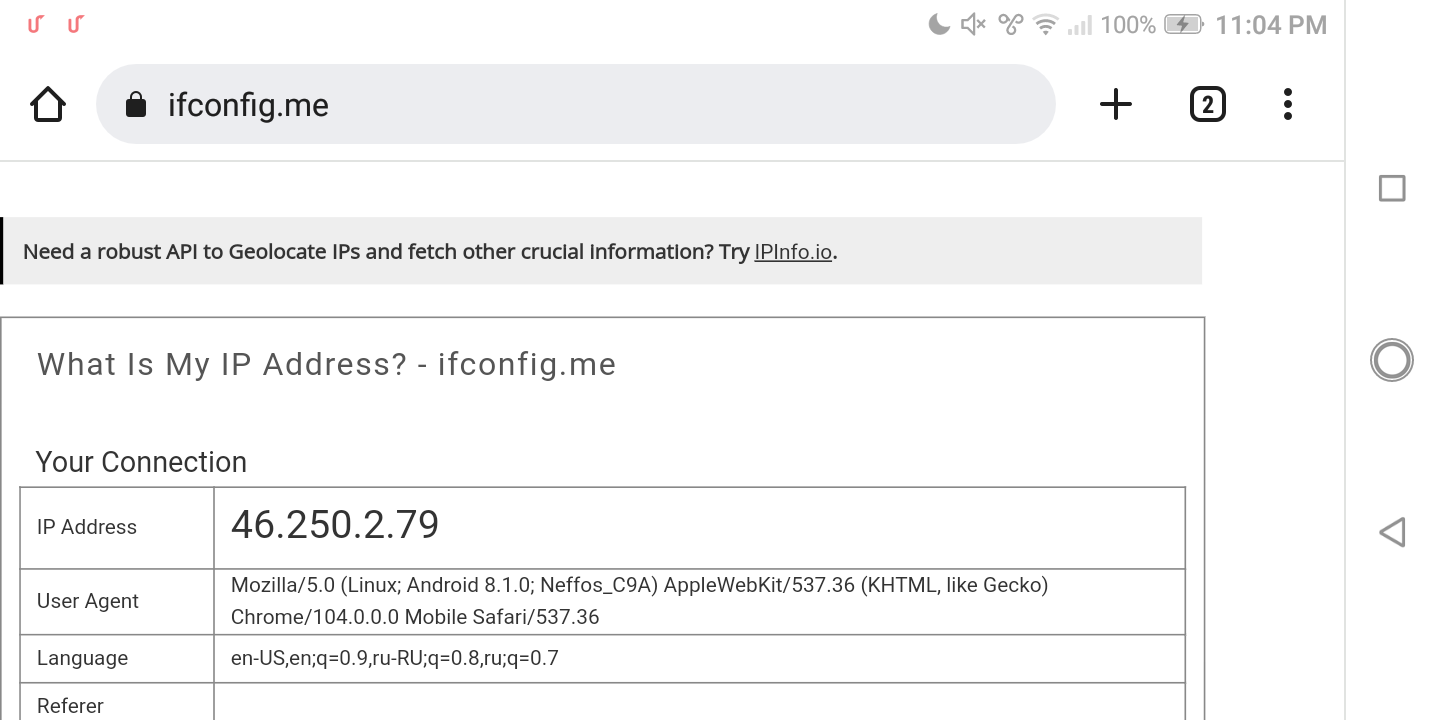 100% 11:04 PM
ifconfig.me
2
Need a robust API to Geolocate IPs and fetch other crucial information? Try IPInfo.io.
What Is My IP Address? - ifconfig.me
Your Connection
IP Address 46.250.2.79
User Agent Mozilla/5.0 (Linux; Android 8.1.0; Neffos_C9A) AppleWebKit/537.36 (KHTML, like Gecko)
Chrome/104.0.0.0 Mobile Safari/537.36
Language en-US,en;q=0.9,ru-RU;q=0.8,ru;q=0.7
Referer